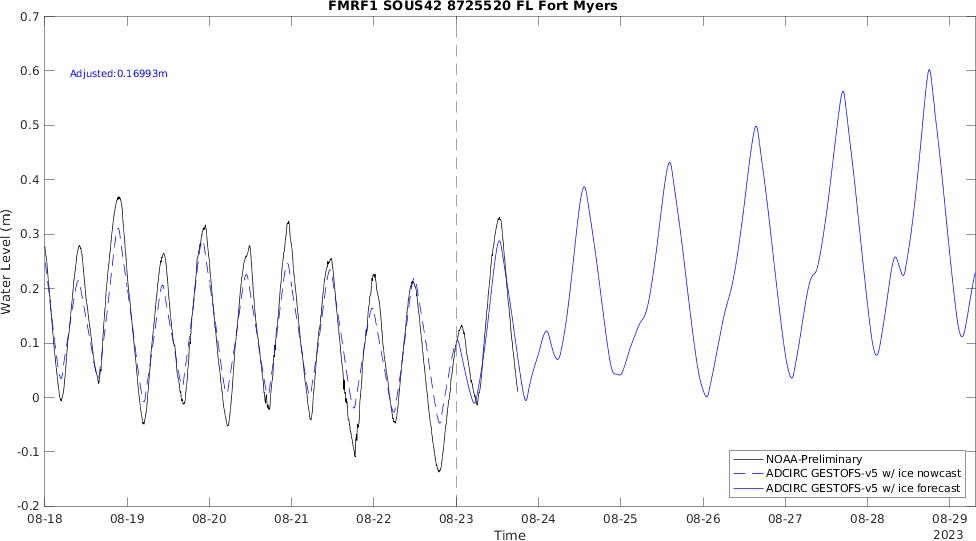 FMRF1 SOUS42 8725520 FL Fort Myers
0.7
0.6
0.5
0.4
0.3
0.2
0.1
0
-0.1
-0.2
Water Level (m)
Adjusted:0.16993m
NOAA-Preliminary
ADCIRC GESTOFS-v5 w/ ice nowcast
ADCIRC GESTOFS-v5 w/ ice forecast
08-18 08-19 08-20 08-21 08-22 08-23 08-24 08-25 08-26 08-27 08-28 08-29
Time
2023